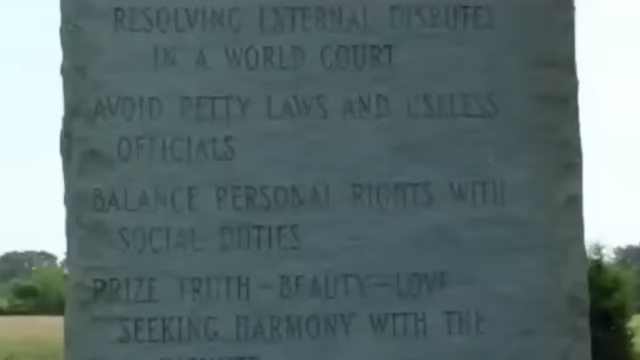 RESOLVING EXTERNAL DISPUTES
IN A WORLD COURT
AVOID PETTY LAWS AND USELESS
OFFICIALS
BALANCE PERSONAL RIGHTS WITH
SOCIAL DUTIES
PRIZE TRUTH - BEAUTY - LOVE -
SEEKING HARMONY WITH THE